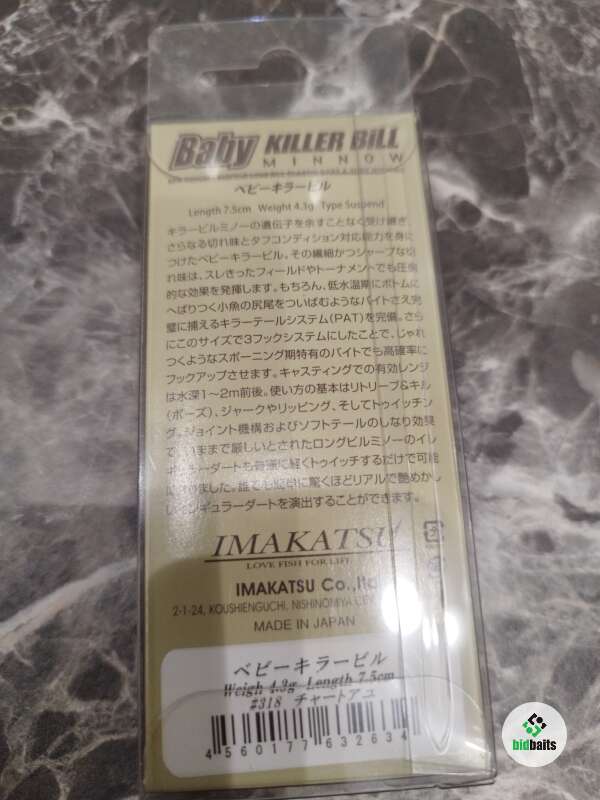 Baby KILLER BILL
MINNOW
ベビーキラービル
Length 7.5cm Weight 4.3g Type Suspend
キラービルミノーの遺伝子を余すことなく受け継ぎ、
さらなる切れ味とタフコンディション対応能力を身に
つけたベビーキラービル。その繊細かつシャープな切
れ味は、スレきったフィールドやトーナメントでも圧倒
的な効果を発揮します。もちろん、低水温期にボトムに
へばりつく小魚の尻尾をついばむようなバイトさえ完
璧に捕えるキラーテールシステム(PAT)を完備。さら
にこのサイズで3フックシステムにしたことで、じゃれ
つくようなスポーニング期特有のバイトでも高確率に
フックアップさせます。キャスティングでの有効レンジ
は水深1〜2m前後。使い方の基本はリトリーブ&キル
(ポーズ)、ジャークやリッピング、そしてトゥイッチン
グ。ジョイント機構およびソフトテールのしなり効果
で、いままで厳しいとされたロングビルミノーのイレ
ギュラーダートも
軽くトゥイッチするだけで可能
になりました。誰でも簡単に驚くほどリアルで艶めかし
いイレギュラーダートを演出することができます。
IMAKATSU
LOVE FISH FOR LIFE
IMAKATSU Co.,ltd
2-1-24, KOUSHIENGUCHI, NISHINOMIYA
MADE IN JAPAN
ベビーキラービル
Weigh 4.3g Length 7.5cm
#318 チャートアユ
4560177632634
bidbaits